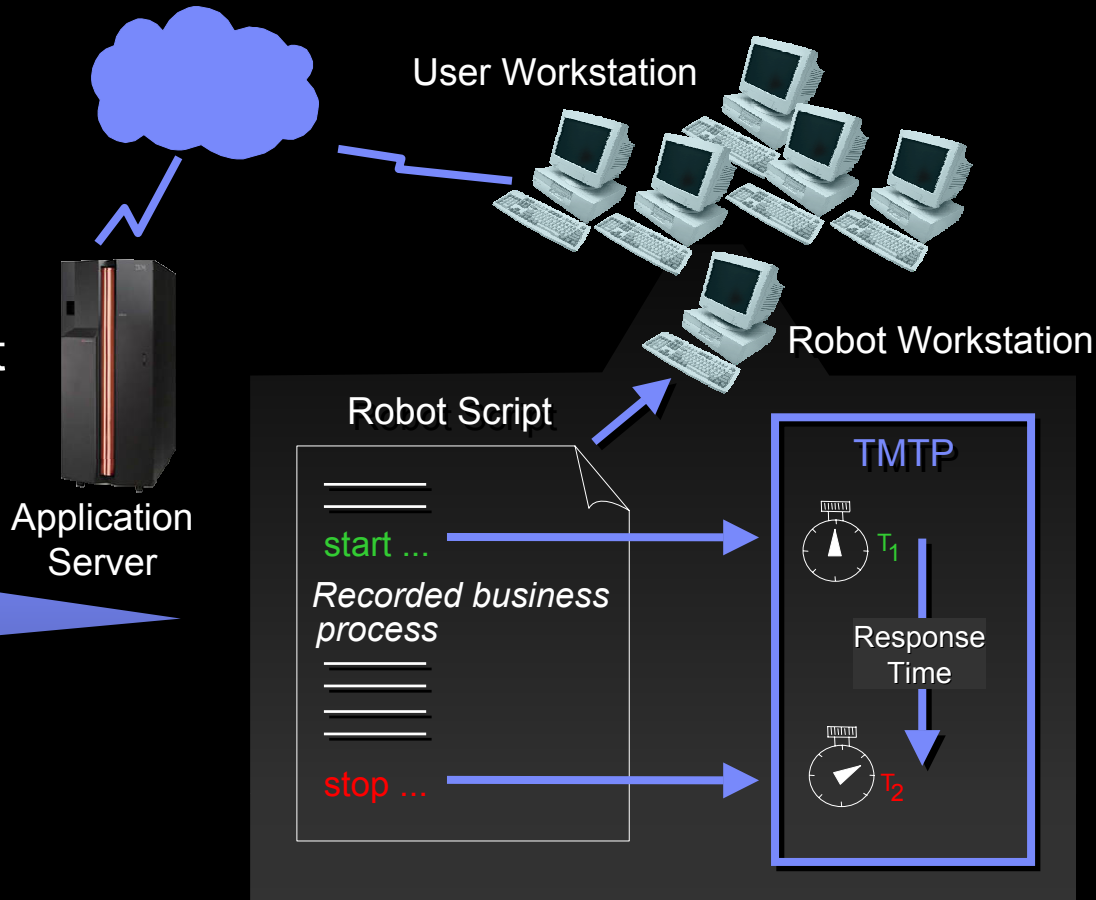 User Workstation
Robot Workstation
t
Application
Server
Robot Script
start ...
Recorded business
process
stop ...
TMTP
T1
Response
Time
T2